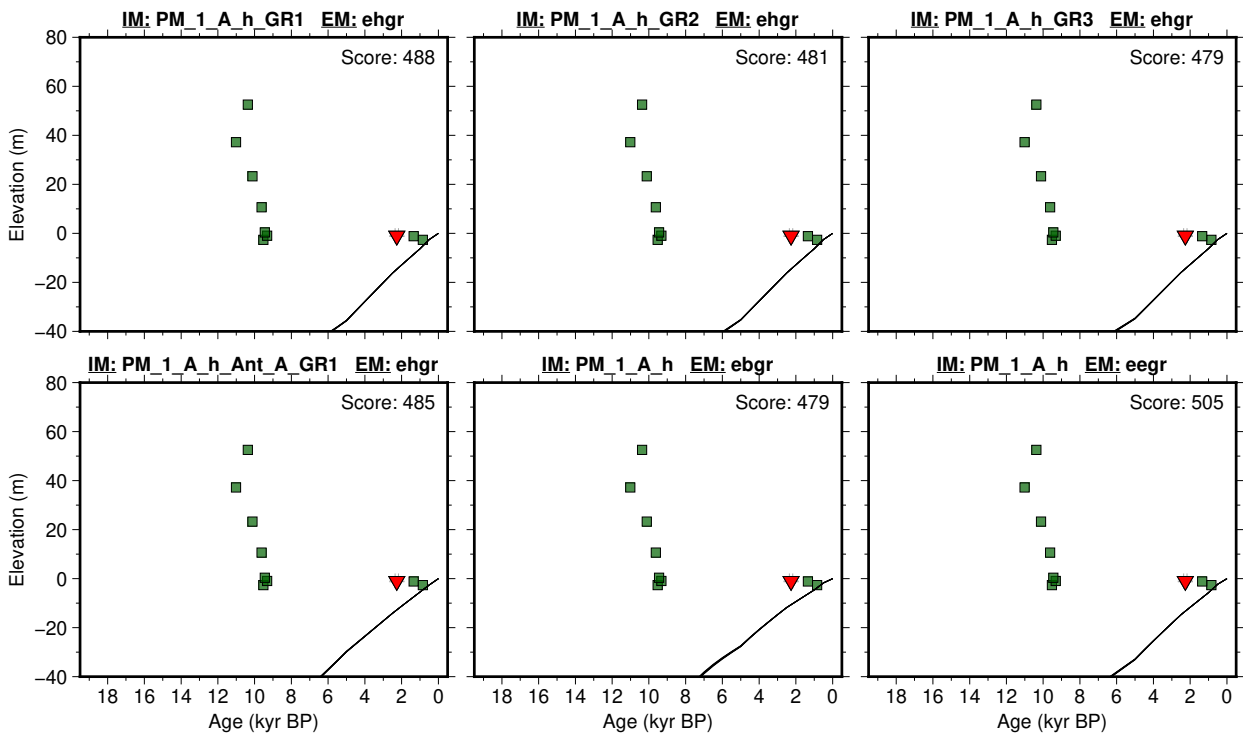 IM: PM_1_A_h_GR1 EM: ehgr
IM: PM_1_A_h_GR2 EM: ehgr
IM: PM_1_A_h_GR3 EM: ehgr
80
60
40
20
0
−20
−40
Elevation (m)
Score: 488
Score: 481
Score: 479
IM: PM_1_A_h_Ant_A_GR1 EM: ehgr
IM: PM_1_A_h EM: ebgr
IM: PM_1_A_h EM: eegr
80
60
40
20
0
−20
−40
Elevation (m)
Score: 485
Score: 479
Score: 505
18 16 14 12 10 8 6 4 2 0
18 16 14 12 10 8 6 4 2 0
18 16 14 12 10 8 6 4 2 0
Age (kyr BP)
Age (kyr BP)
Age (kyr BP)